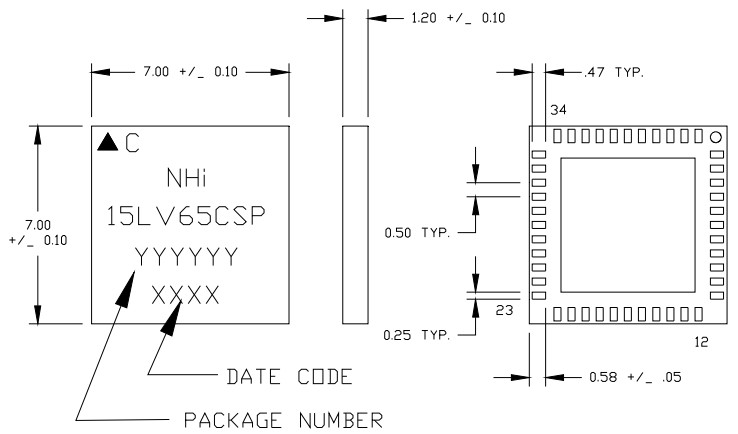 1.20 +/_ 0.10
7.00 +/_ 0.10
.47 TYP.
34
C
NHi
15LV65CSP
YYYYYY
XXXX
7.00
+/_ 0.10
0.50 TYP.
23
0.25 TYP.
12
0.58 +/_ .05
DATE CODE
PACKAGE NUMBER